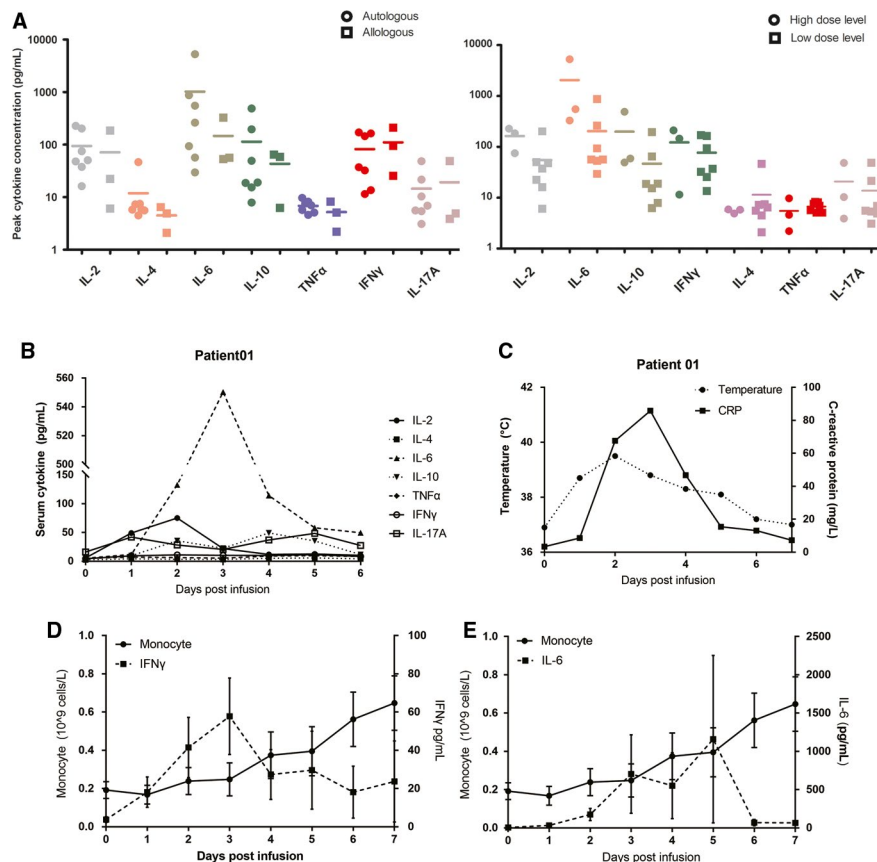 A
Autologous
Allologous
Peak cytokine concentration (pg/mL)
10000
1000
100
10
1
IL-2
IL-4
IL-6
IL-10
TNFα
IFNγ
IL-17A
High dose level
Low dose level
10000
1000
100
10
1
IL-2
IL-6
IL-10
IFNγ
IL-4
TNFα
IL-17A
B
Patient01
Serum cytokine (pg/mL)
560
540
520
500
150
100
50
0
0 1 2 3 4 5 6
Days post infusion
IL-2
IL-4
IL-6
IL-10
TNFα
IFNγ
IL-17A
C
Patient 01
Temperature (°C)
42
40
38
36
Temperature
CRP
100
80
60
40
20
0
C-reactive protein (mg/L)
0 2 4 6
Days post infusion
D
Monocyte (10^9 cells/L)
1.0
0.8
0.6
0.4
0.2
0.0
Monocyte
IFNγ
100
80
60
40
20
0
IFNγ pg/mL
0 1 2 3 4 5 6 7
Days post infusion
E
Monocyte (10^9 cells/L)
1.0
0.8
0.6
0.4
0.2
0.0
Monocyte
IL-6
2500
2000
1500
1000
500
0
IL-6 (pg/mL)
0 1 2 3 4 5 6 7
Days post infusion